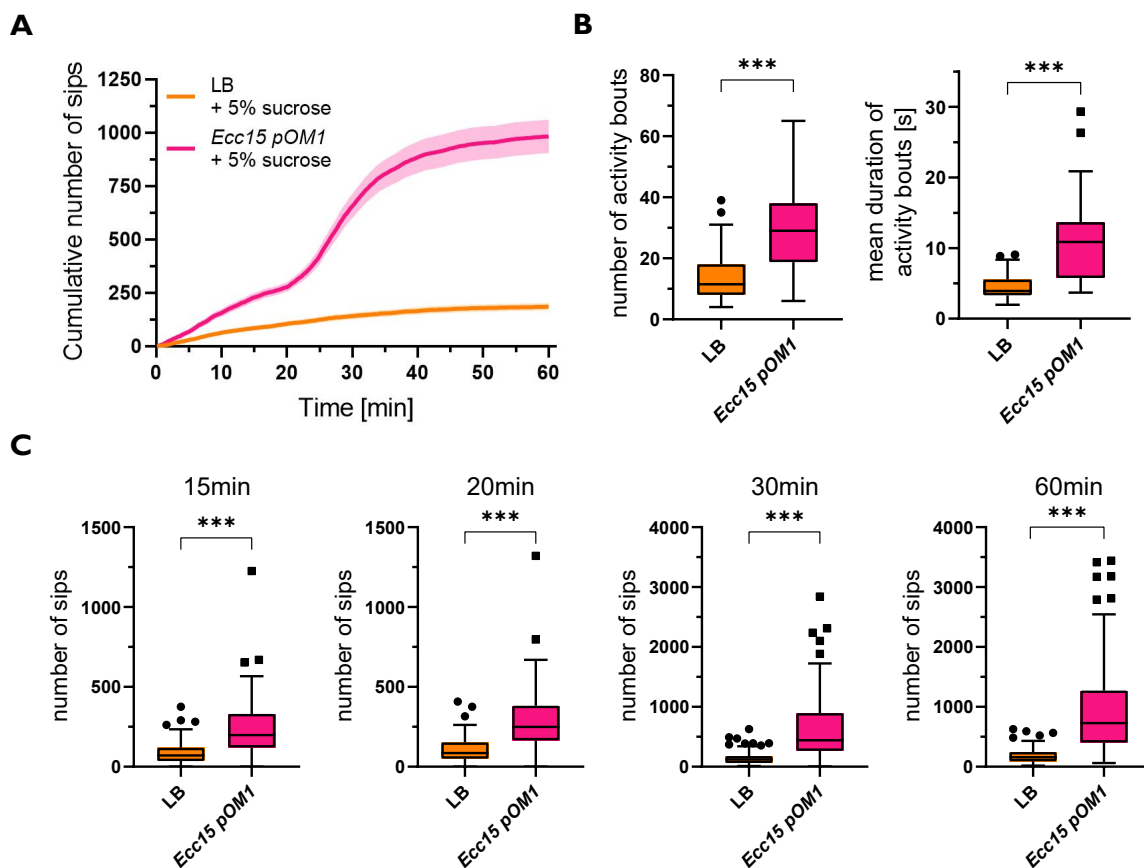 A
Cumulative number of sips
1250
1000
750
500
250
0
LB
+ 5% sucrose
Ecc15 pOM1
+ 5% sucrose
0 10 20 30 40 50 60
Time [min]
B
number of activity bouts
80
60
40
20
0
***
LB
Ecc15 pOM1
mean duration of
activity bouts [s]
30
20
10
0
***
LB
Ecc15 pOM1
C
15min
number of sips
1500
1000
500
0
***
LB
Ecc15 pOM1
20min
number of sips
1500
1000
500
0
***
LB
Ecc15 pOM1
30min
number of sips
4000
3000
2000
1000
0
***
LB
Ecc15 pOM1
60min
number of sips
4000
3000
2000
1000
0
***
LB
Ecc15 pOM1